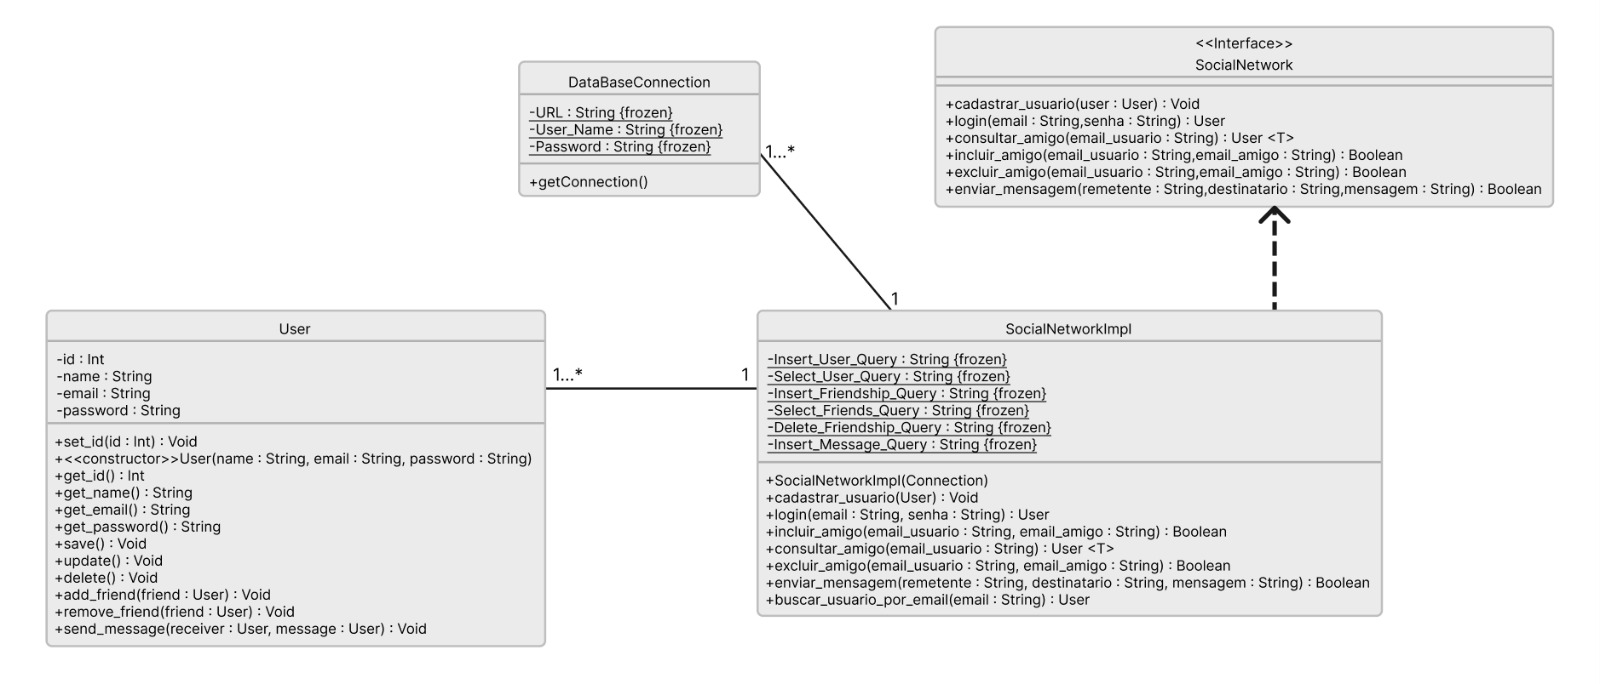 <<Interface>>
SocialNetwork
+cadastrar_usuario(user : User) : Void
+login(email : String,senha : String) : User
+consultar_amigo(email_usuario : String) : User <T>
+incluir_amigo(email_usuario : String,email_amigo : String) : Boolean
+excluir_amigo(email_usuario : String,email_amigo : String) : Boolean
+enviar_mensagem(remetente : String,destinatario : String,mensagem : String) : Boolean
DataBaseConnection
-URL : String {frozen}
-User_Name : String {frozen}
-Password : String {frozen}
+getConnection()
1...*
1
User
-id : Int
-name : String
-email : String
-password : String
+set_id(id : Int) : Void
+<<constructor>>User(name : String, email : String, password : String)
+get_id() : Int
+get_name() : String
+get_email() : String
+get_password() : String
+save() : Void
+update() : Void
+delete() : Void
+add_friend(friend : User) : Void
+remove_friend(friend : User) : Void
+send_message(receiver : User, message : User) : Void
1...*
1
SocialNetworkImpl
-Insert_User_Query : String {frozen}
-Select_User_Query : String {frozen}
-Insert_Friendship_Query : String {frozen}
-Select_Friends_Query : String {frozen}
-Delete_Friendship_Query : String {frozen}
-Insert_Message_Query : String {frozen}
+SocialNetworkImpl(Connection)
+cadastrar_usuario(User) : Void
+login(email : String, senha : String) : User
+incluir_amigo(email_usuario : String, email_amigo : String) : Boolean
+consultar_amigo(email_usuario : String) : User <T>
+excluir_amigo(email_usuario : String, email_amigo : String) : Boolean
+enviar_mensagem(remetente : String, destinatario : String, mensagem : String) : Boolean
+buscar_usuario_por_email(email : String) : User